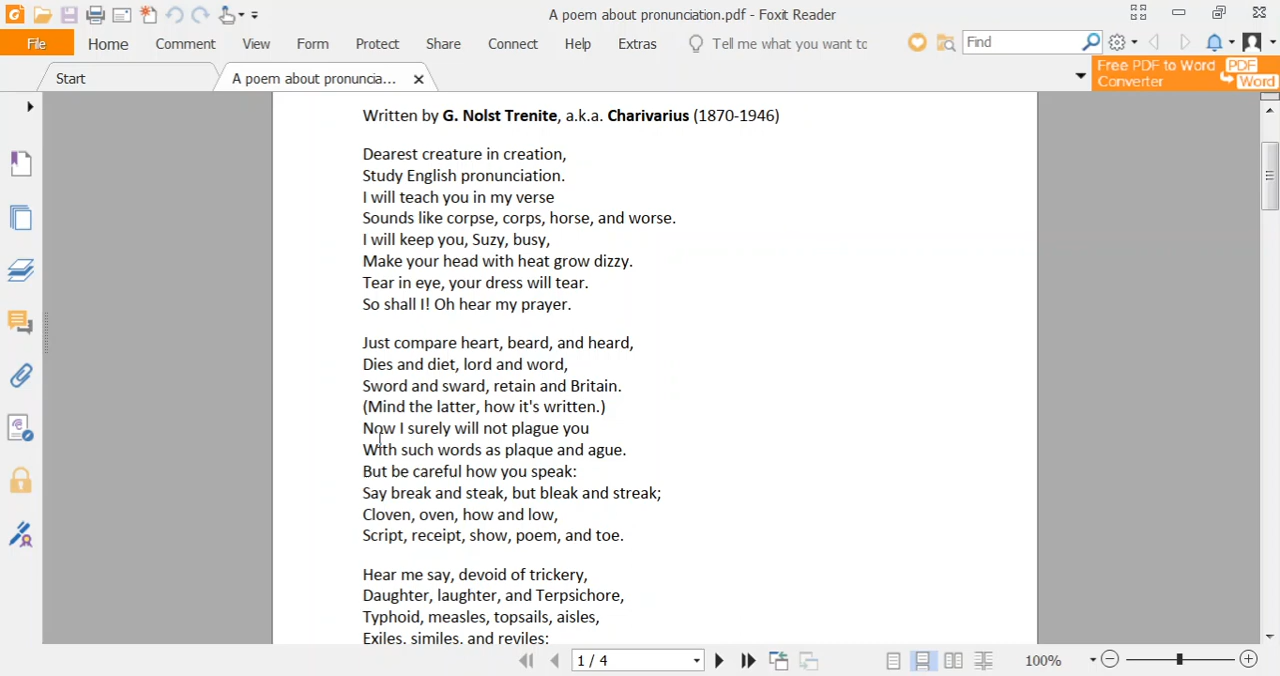 A poem about pronunciation.pdf - Foxit Reader
File Home Comment View Form Protect Share Connect Help Extras Tell me what you want to Find
Start A poem about pronuncia... Free PDF to Word Converter PDF Word
Written by G. Nolst Trenite, a.k.a. Charivarius (1870-1946)
Dearest creature in creation,
Study English pronunciation.
I will teach you in my verse
Sounds like corpse, corps, horse, and worse.
I will keep you, Suzy, busy,
Make your head with heat grow dizzy.
Tear in eye, your dress will tear.
So shall I! Oh hear my prayer.
Just compare heart, beard, and heard,
Dies and diet, lord and word,
Sword and sward, retain and Britain.
(Mind the latter, how it's written.)
Now I surely will not plague you
With such words as plaque and ague.
But be careful how you speak:
Say break and steak, but bleak and streak;
Cloven, oven, how and low,
Script, receipt, show, poem, and toe.
Hear me say, devoid of trickery,
Daughter, laughter, and Terpsichore,
Typhoid, measles, topsails, aisles,
Exiles, similes, and reviles;
1 / 4 100%